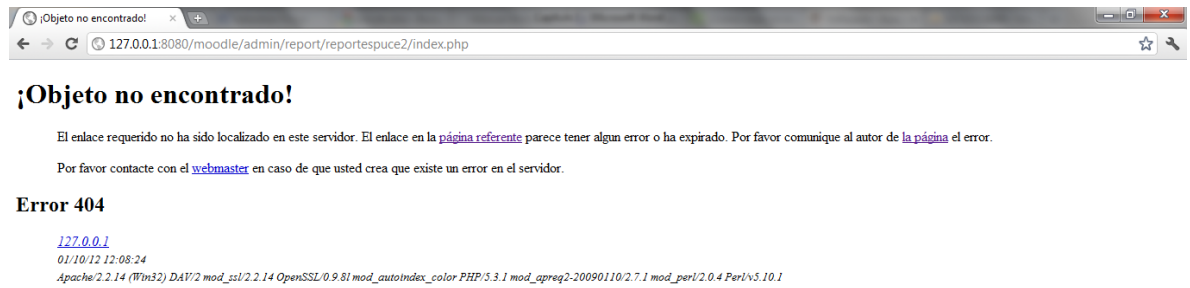 ¡Objeto no encontrado!
127.0.0.1:8080/moodle/admin/report/reportespuce2/index.php
¡Objeto no encontrado!
El enlace requerido no ha sido localizado en este servidor. El enlace en la página referente parece tener algun error o ha expirado. Por favor comunique al autor de la página el error.
Por favor contacte con el webmaster en caso de que usted crea que existe un error en el servidor.
Error 404
127.0.0.1
01/10/12 12:08:24
Apache/2.2.14 (Win32) DAV/2 mod_ssl/2.2.14 OpenSSL/0.9.8l mod_autoindex_color PHP/5.3.1 mod_apreq2-20090110/2.7.1 mod_perl/2.0.4 Perl/v5.10.1